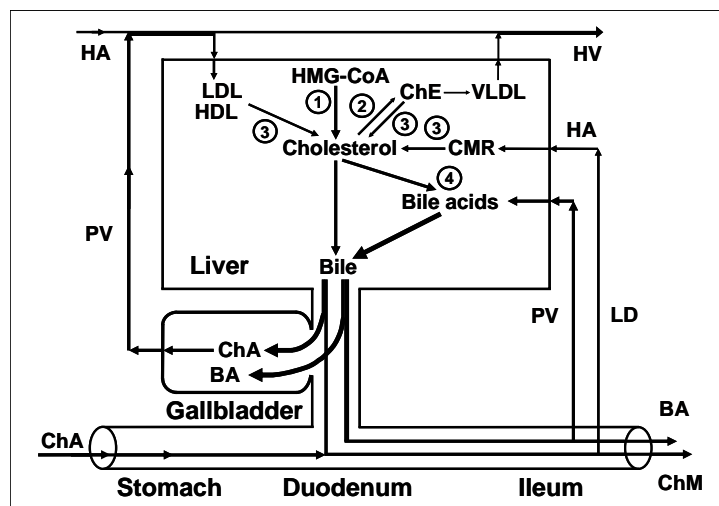 HA
HV
HMG-CoA
LDL
HDL
1
2
ChE
VLDL
3
3
3
HA
Cholesterol
CMR
4
Bile acids
PV
Liver
Bile
PV
LD
ChA
BA
Gallbladder
BA
ChA
ChM
Stomach
Duodenum
Ileum